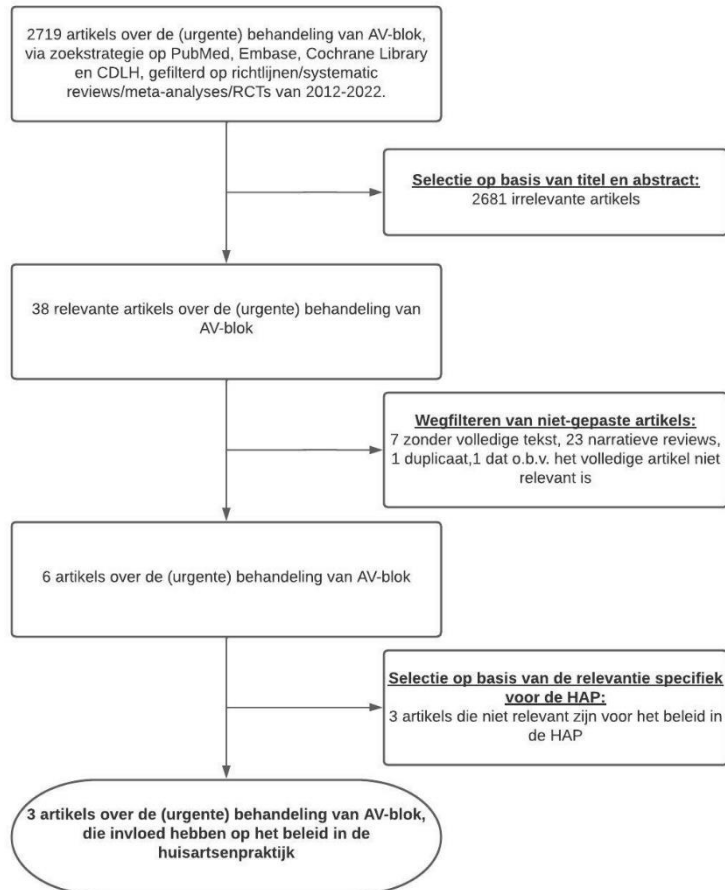 2719 artikels over de (urgente) behandeling van AV-blok,
via zoekstrategie op PubMed, Embase, Cochrane Library
en CDLH, gefilterd op richtlijnen/systematic
reviews/meta-analyses/RCTs van 2012-2022.
Selectie op basis van titel en abstract:
2681 irrelevante artikels
38 relevante artikels over de (urgente) behandeling van
AV-blok
Wegfilteren van niet-gepaste artikels:
7 zonder volledige tekst, 23 narratieve reviews,
1 duplicaat,1 dat o.b.v. het volledige artikel niet
relevant is
6 artikels over de (urgente) behandeling van AV-blok
Selectie op basis van de relevantie specifiek
voor de HAP:
3 artikels die niet relevant zijn voor het beleid in
de HAP
3 artikels over de (urgente) behandeling van AV-blok,
die invloed hebben op het beleid in de
huisartsenpraktijk